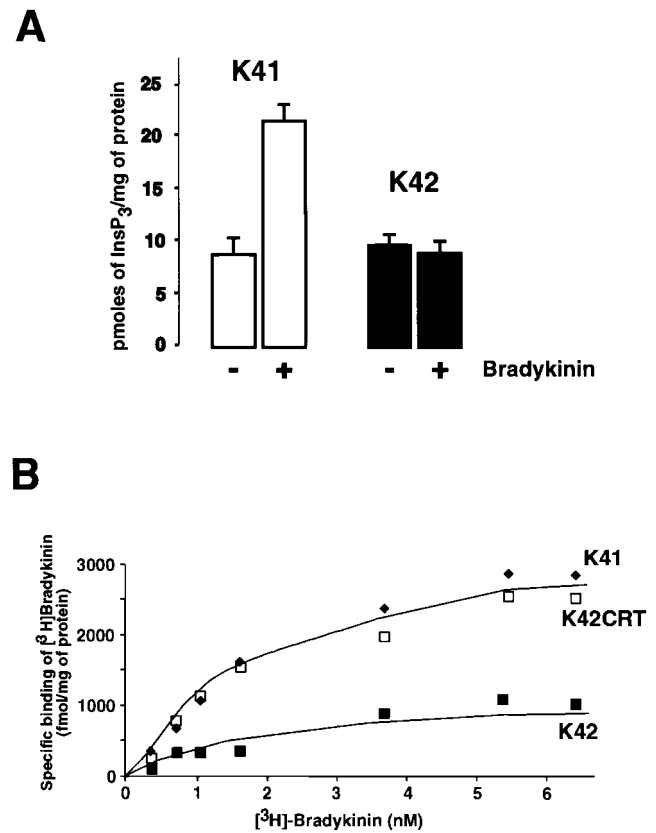 A
K41
K42
pmoles of InsP3/mg of protein
25
20
15
10
5
0
- + - + Bradykinin
B
Specific binding of [3H]Bradykinin
(fmol/mg of protein)
3000
2000
1000
0
K41
K42CRT
K42
0 1 2 3 4 5 6
[3H]-Bradykinin (nM)